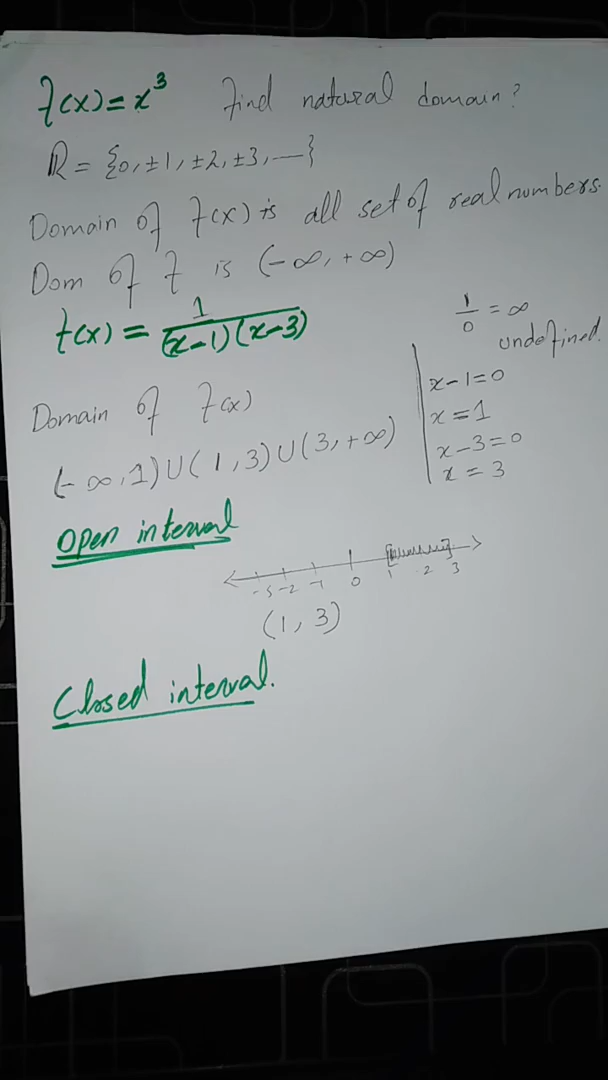 f(x) = x³ Find natural domain?
ℝ = {0, ±1, ±2, ±3, —}
Domain of f(x) is all set of real numbers.
Dom of f is (-∞, +∞)
f(x) = 1/(x-1)(x-3)
1/0 = ∞
undefined.
x-1=0
x=1
x-3=0
x=3
Domain of f(x)
(-∞,1)∪(1,3)∪(3,+∞)
Open interval
-3 -2 -1 0 1 2 3
(1,3)
Closed interval.